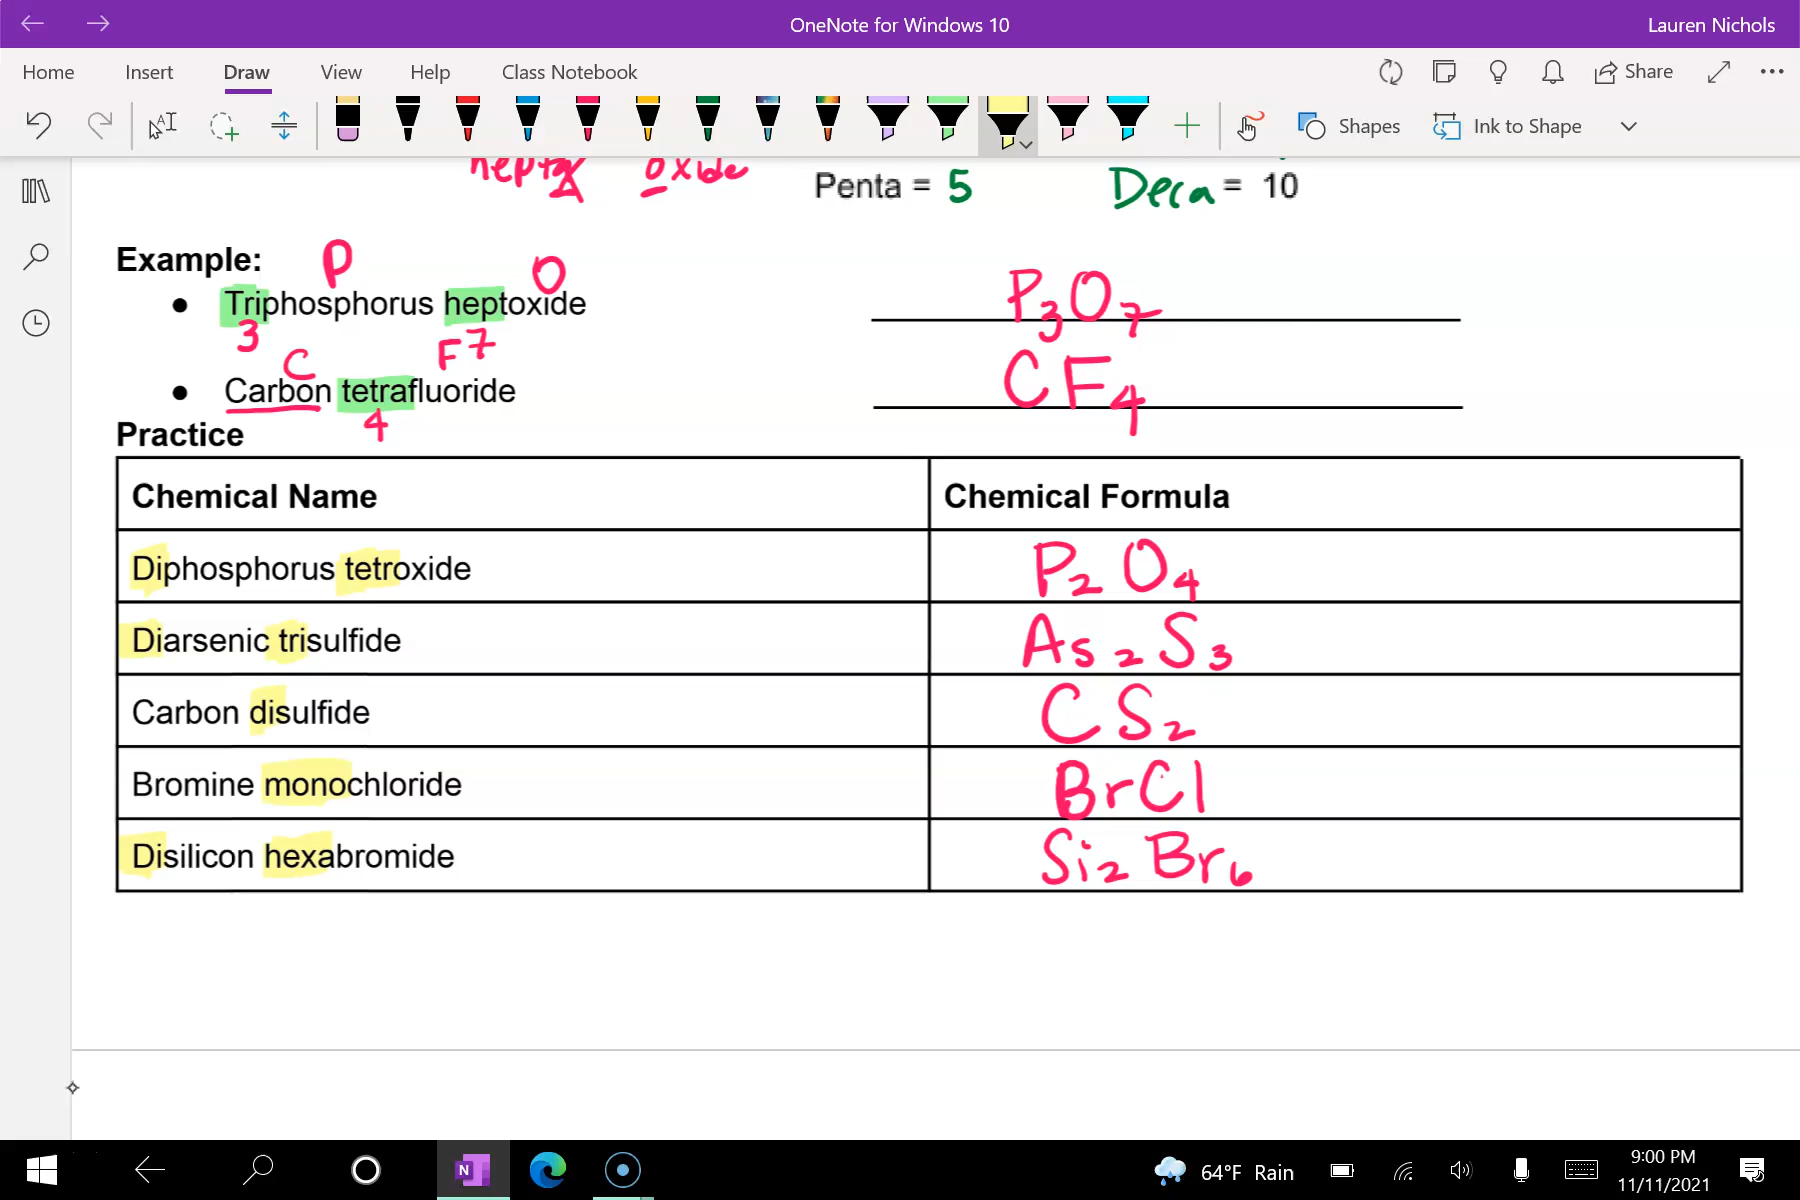 OneNote for Windows 10 Lauren Nichols
Home Insert Draw View Help Class Notebook Share
Shapes Ink to Shape
hepta oxide
Penta = 5 Deca = 10
Example: P O
Triphosphorus heptoxide P3O7
3 7
C F
Carbon tetrafluoride CF4
4
Practice
Chemical Name Chemical Formula
Diphosphorus tetroxide P2O4
Diarsenic trisulfide As2S3
Carbon disulfide CS2
Bromine monochloride BrCl
Disilicon hexabromide Si2Br6
64°F Rain 9:00 PM
11/11/2021